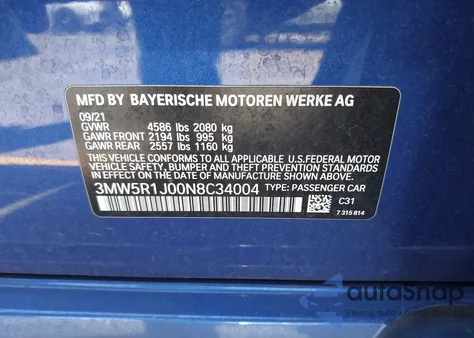 MFD BY BAYERISCHE MOTOREN WERKE AG
09/21
GVWR 4586 lbs 2080 kg
GAWR FRONT 2194 lbs 995 kg
GAWR REAR 2557 lbs 1160 kg
THIS VEHICLE CONFORMS TO ALL APPLICABLE U.S.FEDERAL MOTOR
VEHICLE SAFETY, BUMPER, AND THEFT PREVENTION
STANDARDS IN EFFECT ON THE DATE OF MANUFACTURE SHOWN ABOVE.
3MW5R1J00N8C34004 TYPE: PASSENGER CAR
C31
7 315 814
autoSnap